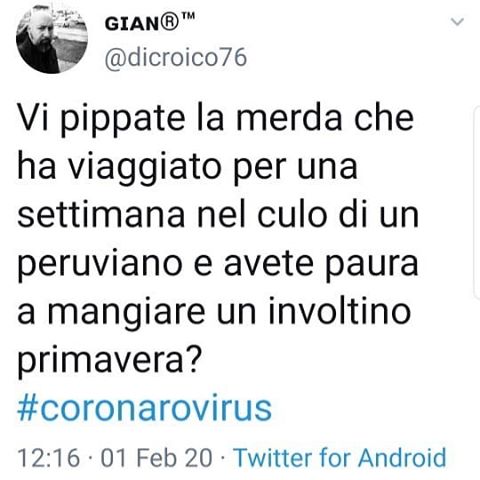 GIAN®™
@dicroico76
Vi pippate la merda che
ha viaggiato per una
settimana nel culo di un
peruviano e avete paura
a mangiare un involtino
primavera?
#coronarovirus
12:16 · 01 Feb 20 · Twitter for Android